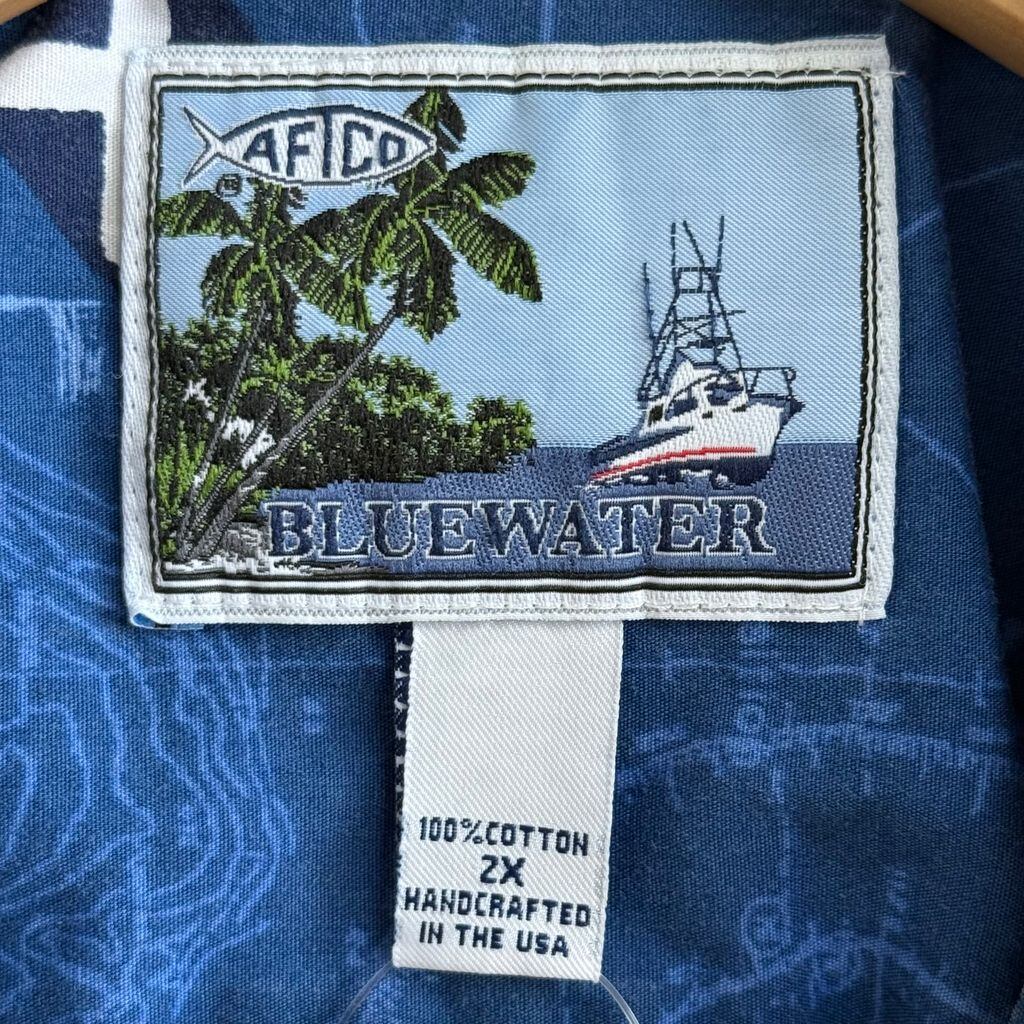 AFTCO
BLUEWATER
100%COTTON
2X
HANDCRAFTED
IN THE USA